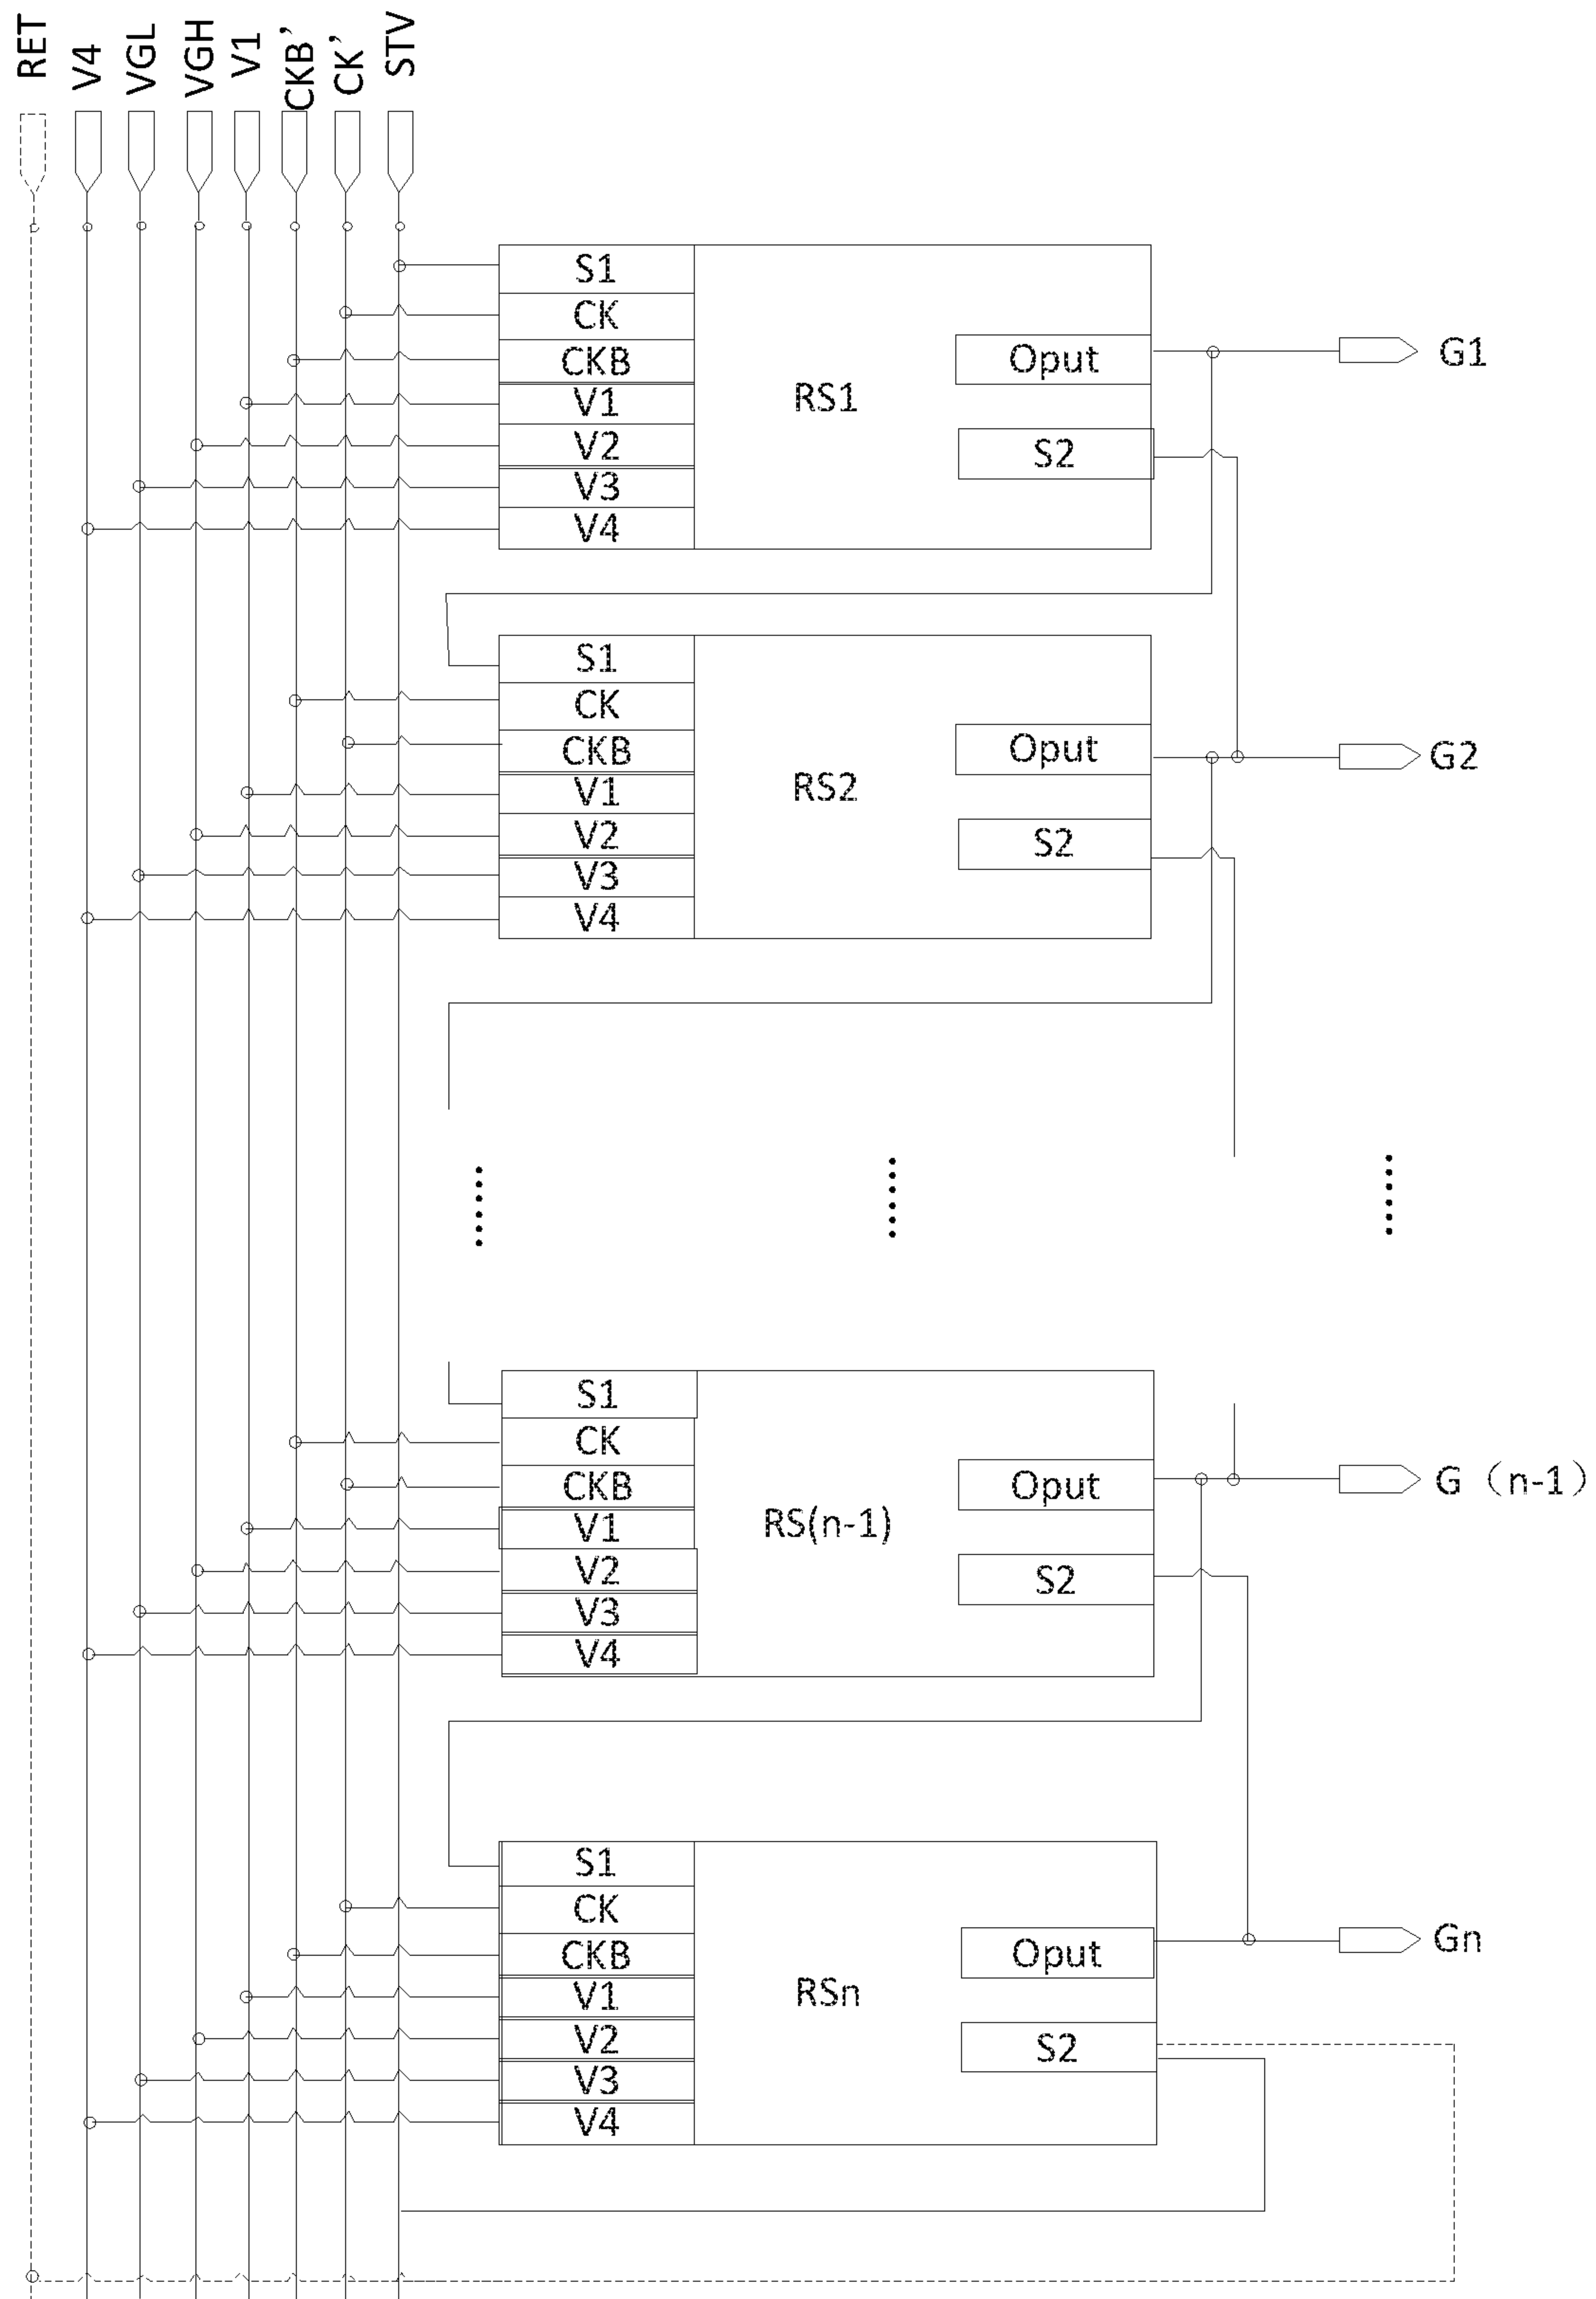 RET
V4
VGL
VGH
V1
CKB’
CK’
STV
S1
CK
CKB
V1
V2
V3
V4
RS1
Oput
S2
G1
S1
CK
CKB
V1
V2
V3
V4
RS2
Oput
S2
G2
S1
CK
CKB
V1
V2
V3
V4
RS(n-1)
Oput
S2
G（n-1）
S1
CK
CKB
V1
V2
V3
V4
RSn
Oput
S2
Gn